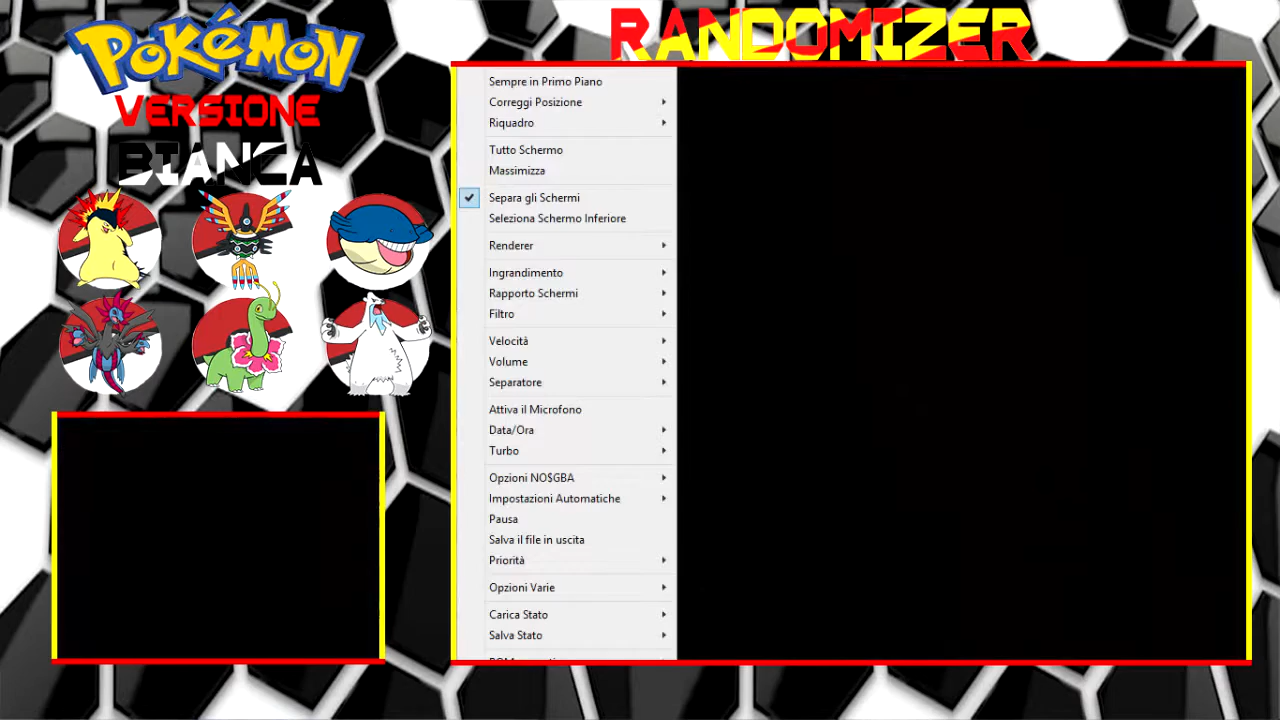 POKéMON
VERSIONE
BIANCA
RANDOMIZER
Sempre in Primo Piano
Correggi Posizione
Riquadro
Tutto Schermo
Massimizza
Separa gli Schermi
Seleziona Schermo Inferiore
Renderer
Ingrandimento
Rapporto Schermi
Filtro
Velocità
Volume
Separatore
Attiva il Microfono
Data/Ora
Turbo
Opzioni NO$GBA
Impostazioni Automatiche
Pausa
Salva il file in uscita
Priorità
Opzioni Varie
Carica Stato
Salva Stato